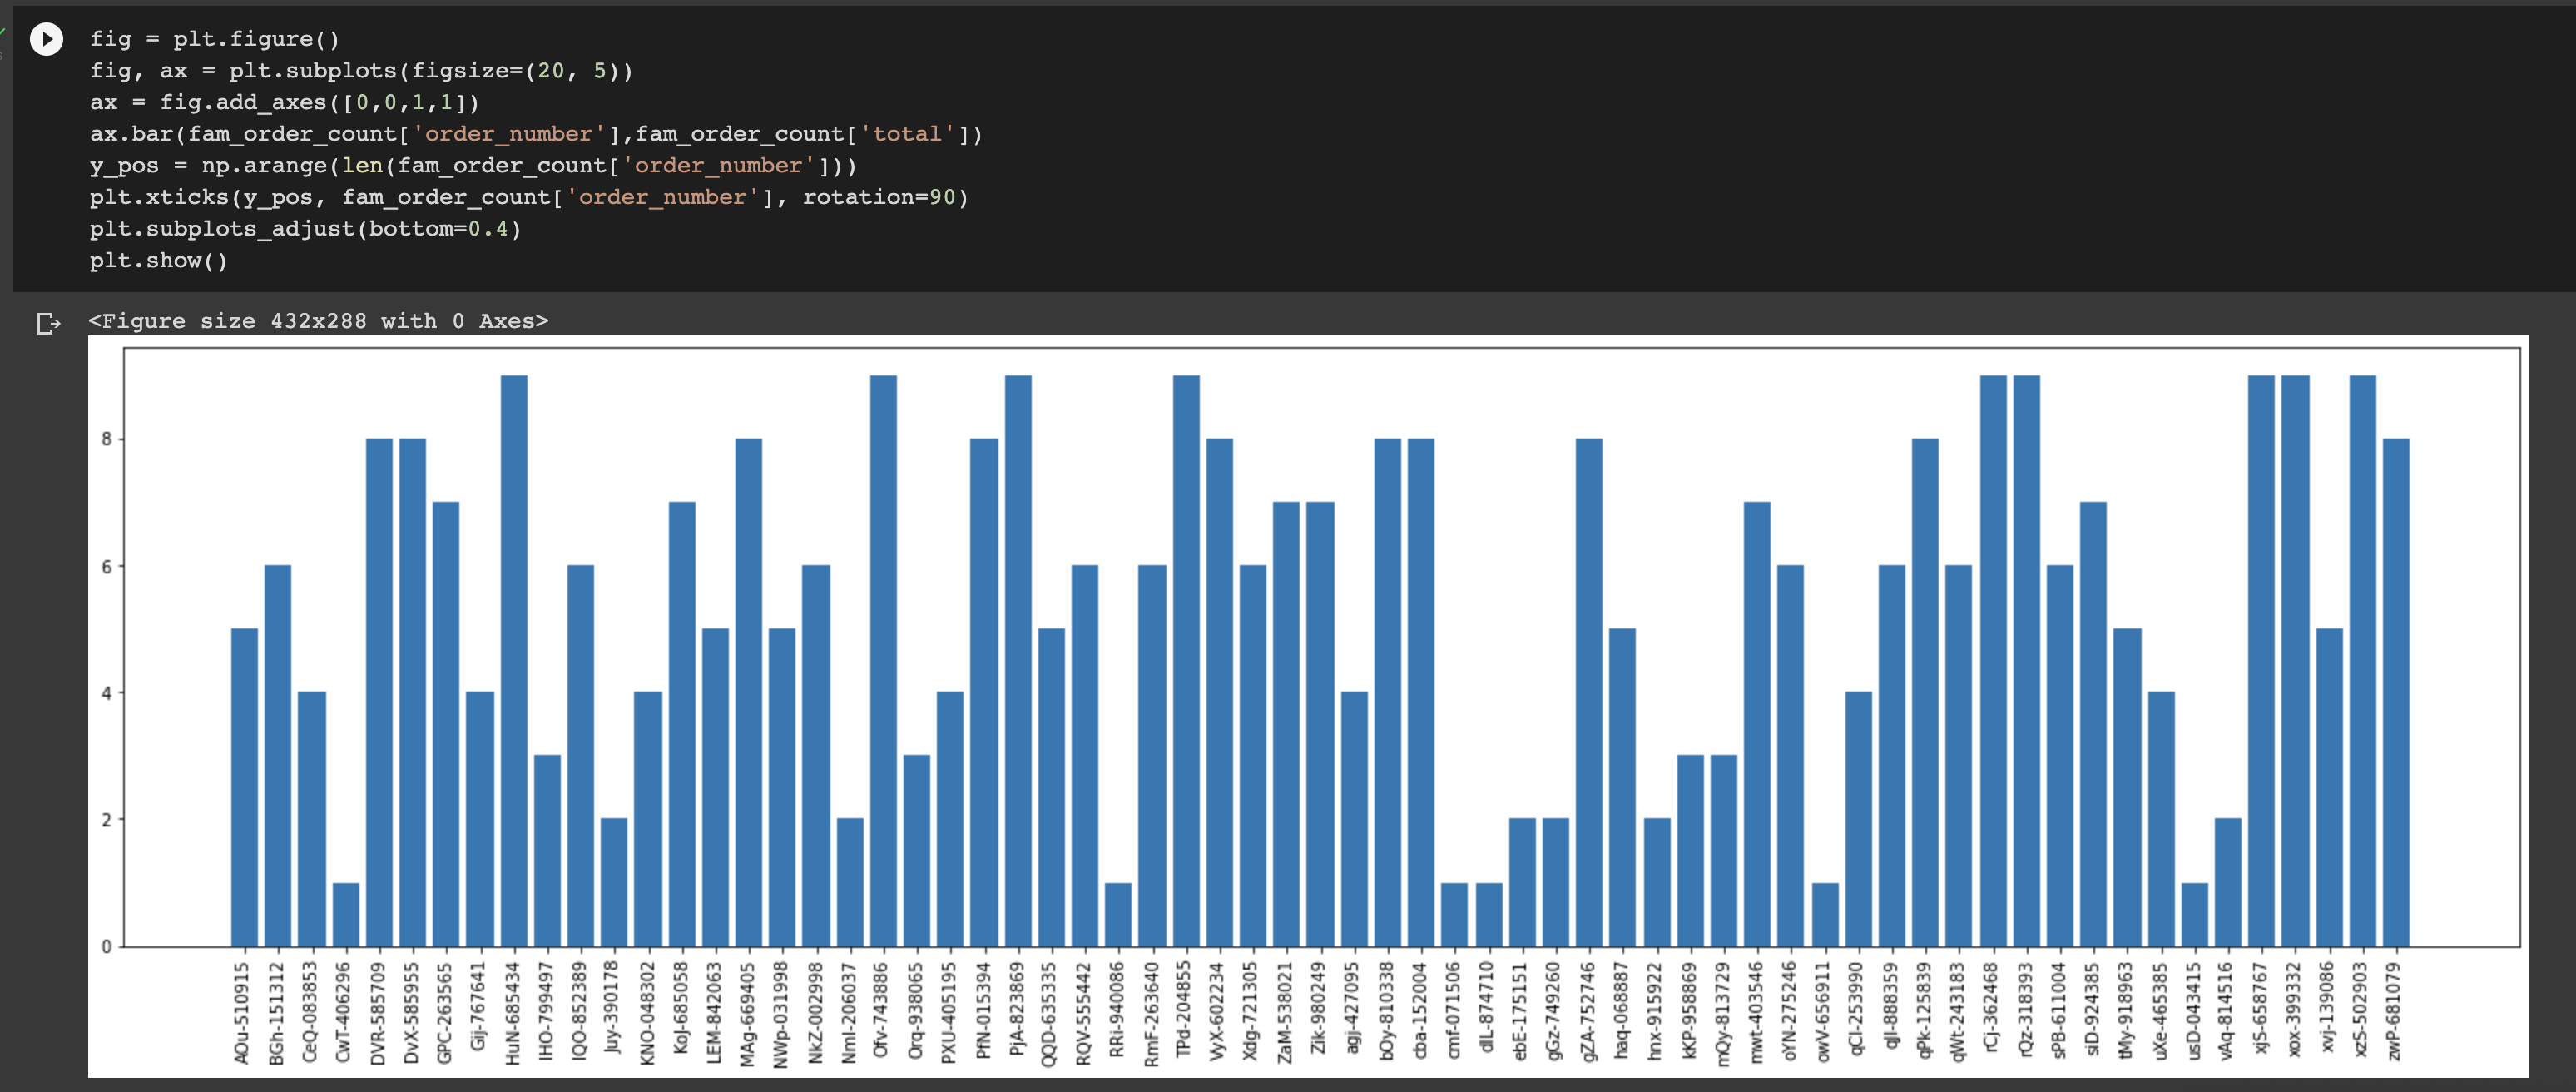 fig = plt.figure()
fig, ax = plt.subplots(figsize=(20, 5))
ax = fig.add_axes([0,0,1,1])
ax.bar(fam_order_count['order_number'],fam_order_count['total'])
y_pos = np.arange(len(fam_order_count['order_number']))
plt.xticks(y_pos, fam_order_count['order_number'], rotation=90)
plt.subplots_adjust(bottom=0.4)
plt.show()
<Figure size 432x288 with 0 Axes>
8
6
4
2
0
AOu-510915
BGh-151312
CeQ-083853
CwT-406296
DVR-585709
DvX-585955
GPC-263565
Gij-767641
HuN-685434
IHO-799497
IQO-852389
Juy-390178
KNO-048302
KoJ-685058
LEM-842063
MAg-669405
NWp-031998
NkZ-002998
Nml-206037
Ofv-743886
Orq-938065
PXU-405195
PfN-015394
PjA-823869
QQD-635335
RQV-555442
RRi-940086
RmF-263640
TPd-204855
VyX-602234
Xdg-721305
ZaM-538021
Zik-980249
agj-427095
bOy-810338
cba-152004
cmf-071506
dlL-874710
ebE-175151
gGz-749260
gZA-752746
haq-068887
hnx-915922
kKP-958869
mQy-813729
mwt-403546
oYN-275246
owV-656911
qCl-253990
qJl-888359
qPk-125839
qWt-243183
rCj-362468
rQz-318393
sPB-611004
siD-924385
tMy-918963
uXe-465385
usD-043415
vAq-814516
xjS-658767
xox-399332
xvj-139086
xzS-502903
zwP-681079